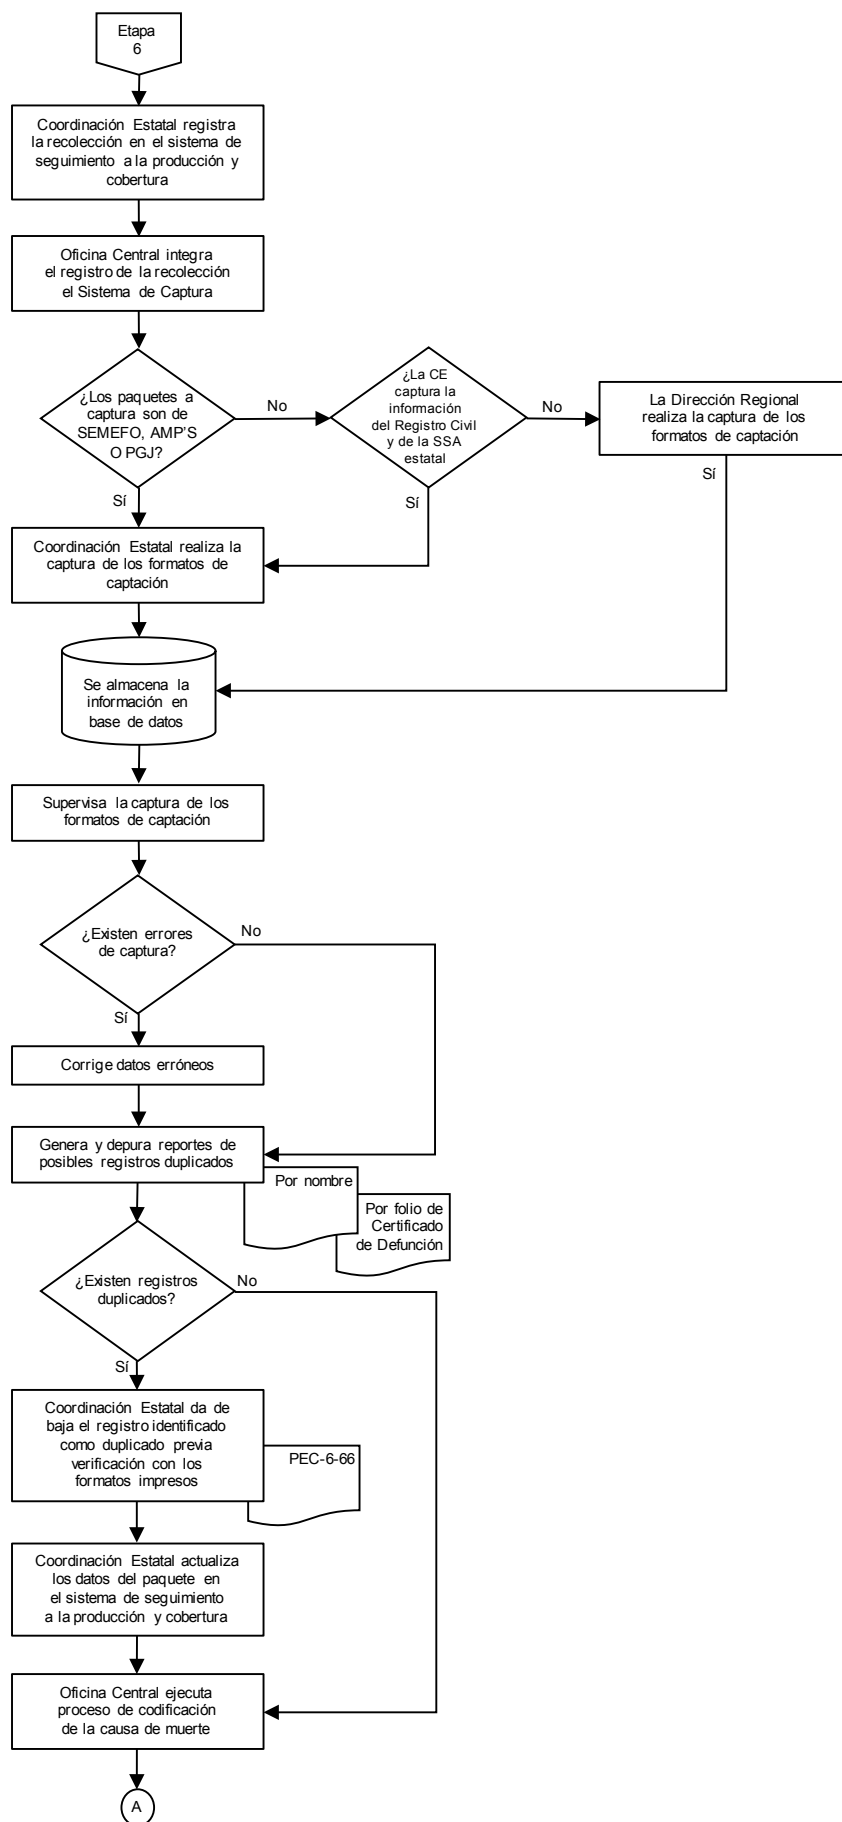 Etapa
6
Coordinación Estatal registra
la recolección en el sistema de
seguimiento a la producción y
cobertura
Oficina Central integra
el registro de la recolección
el Sistema de Captura
¿Los paquetes a
captura son de
SEMEFO, AMP'S
O PGJ?
No
¿La CE
captura la
información
del Registro Civil
y de la SSA
estatal
No
La Dirección Regional
realiza la captura de los
formatos de captación
Sí
Sí
Sí
Coordinación Estatal realiza la
captura de los formatos de
captación
Se almacena la
información en
base de datos
Supervisa la captura de los
formatos de captación
¿Existen errores
de captura?
No
Sí
Corrige datos erróneos
Genera y depura reportes de
posibles registros duplicados
Por nombre
Por folio de
Certificado
de Defunción
¿Existen registros
duplicados?
No
Sí
Coordinación Estatal da de
baja el registro identificado
como duplicado previa
verificación con los
formatos impresos
PEC-6-66
Coordinación Estatal actualiza
los datos del paquete en
el sistema de seguimiento
a la producción y cobertura
Oficina Central ejecuta
proceso de codificación
de la causa de muerte
A